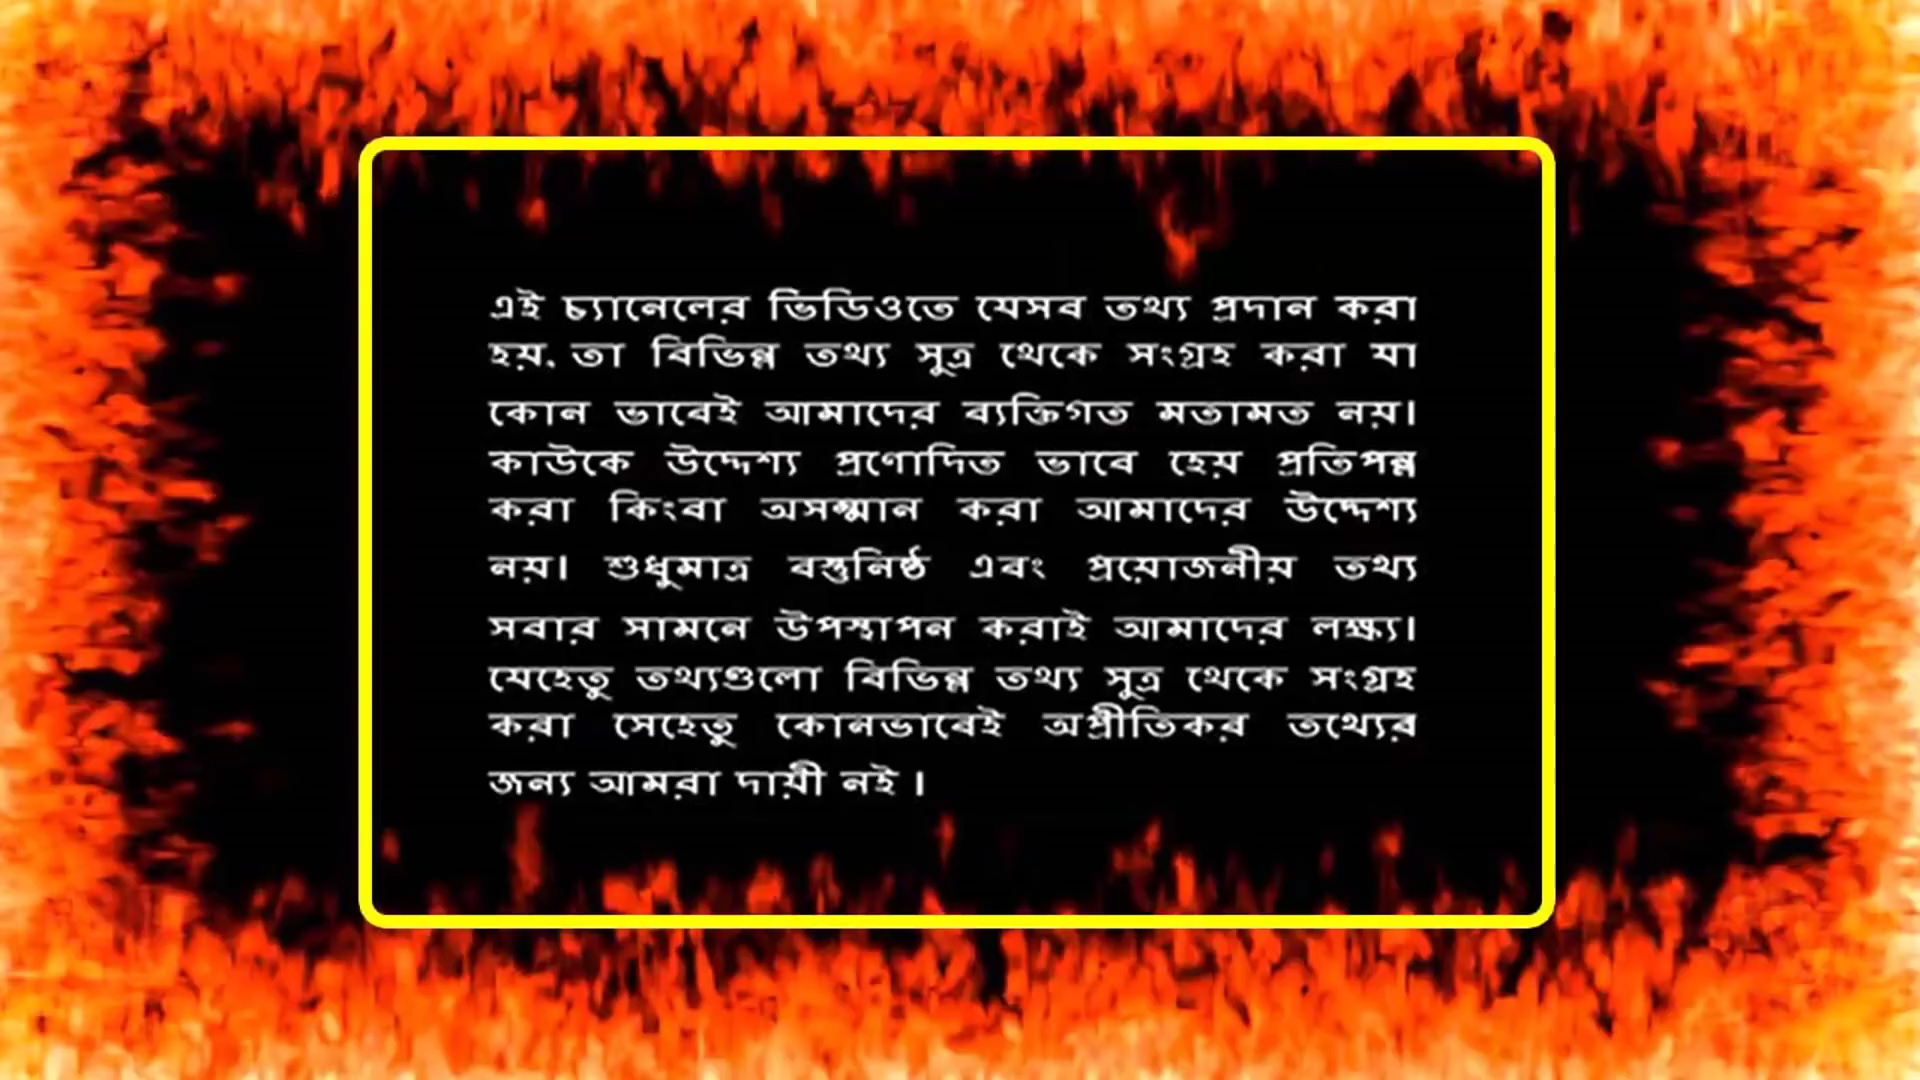 এই চ্যানেলের ভিডিওতে যেসব তথ্য প্রদান করা
হয়. তা বিভিন্ন তথ্য সুত্র থেকে সংগ্রহ করা যা
কোন ভাবেই আমাদের ব্যক্তিগত মতামত নয়।
কাউকে উদ্দেশ্য প্রণোদিত ভাবে হেয় প্রতিপন্ন
করা কিংবা অসম্মান করা আমাদের উদ্দেশ্য
নয়। শুধুমাত্র বস্তুনিষ্ঠ এবং প্রয়োজনীয় তথ্য
সবার সামনে উপস্থাপন করাই আমাদের লক্ষ্য।
যেহেতু তথ্যগুলো বিভিন্ন তথ্য সুত্র থেকে সংগ্রহ
করা সেহেতু কোনভাবেই অপ্রীতিকর তথ্যের
জন্য আমরা দায়ী নই ।